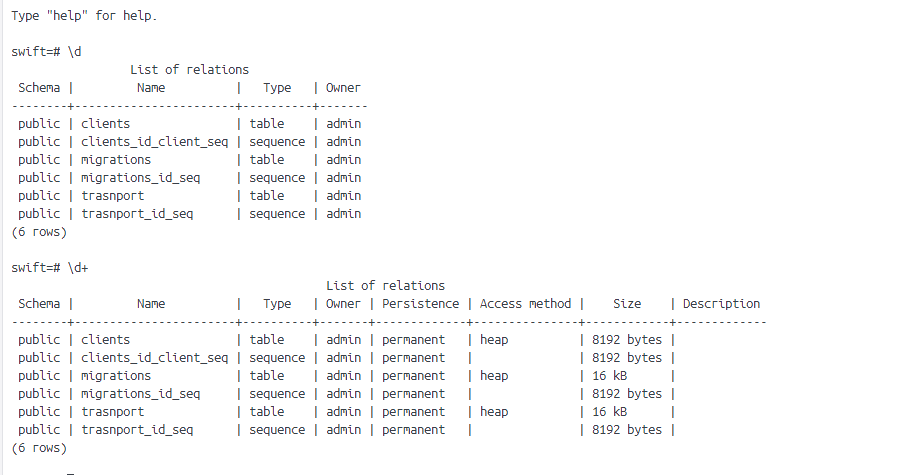 Type "help" for help.
swift=# \d
List of relations
Schema | Name | Type | Owner
--------+-----------------------+----------+-------
public | clients | table | admin
public | clients_id_client_seq | sequence | admin
public | migrations | table | admin
public | migrations_id_seq | sequence | admin
public | trasnport | table | admin
public | trasnport_id_seq | sequence | admin
(6 rows)
swift=# \d+
List of relations
Schema | Name | Type | Owner | Persistence | Access method | Size | Description
--------+-----------------------+----------+-------+-------------+---------------+------------+-------------
public | clients | table | admin | permanent | heap | 8192 bytes |
public | clients_id_client_seq | sequence | admin | permanent | | 8192 bytes |
public | migrations | table | admin | permanent | heap | 16 kB |
public | migrations_id_seq | sequence | admin | permanent | | 8192 bytes |
public | trasnport | table | admin | permanent | heap | 16 kB |
public | trasnport_id_seq | sequence | admin | permanent | | 8192 bytes |
(6 rows)